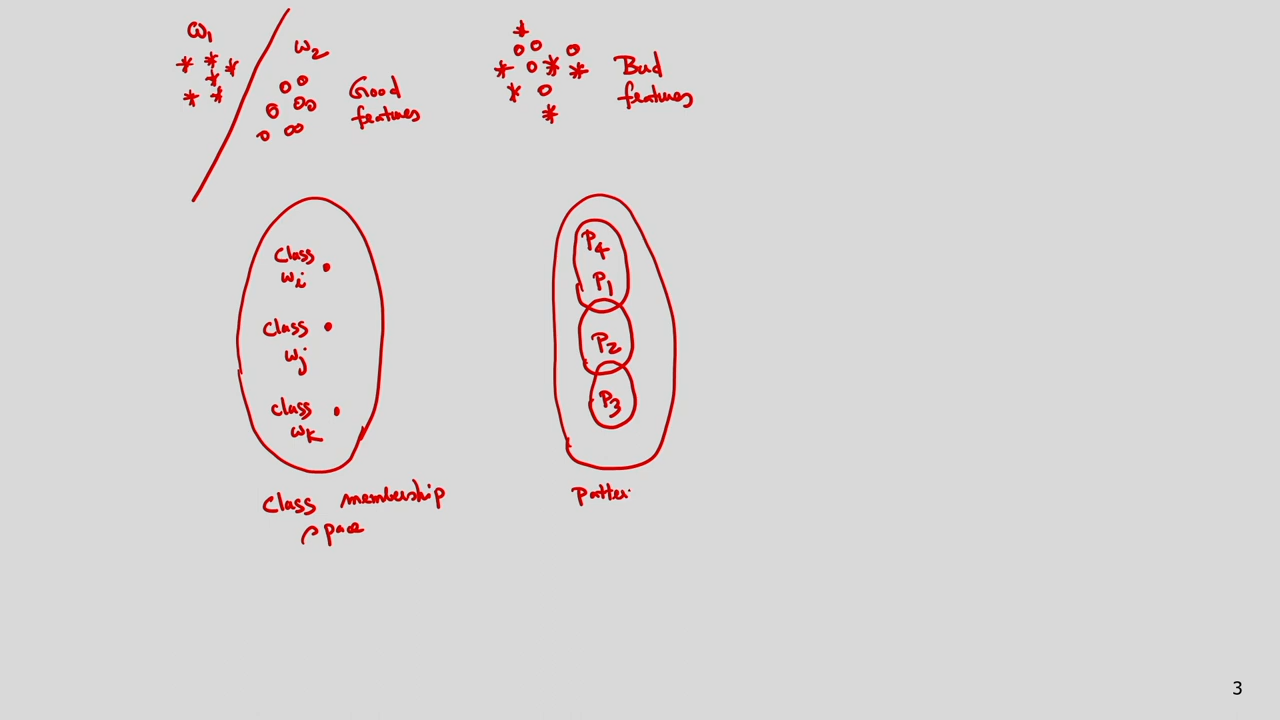 ω₁
ω₂
Good
features
Bad
features
Class
ωi
Class
ωj
Class
ωk
P₄
P₁
P₂
P₃
Class membership
space
Patter
3